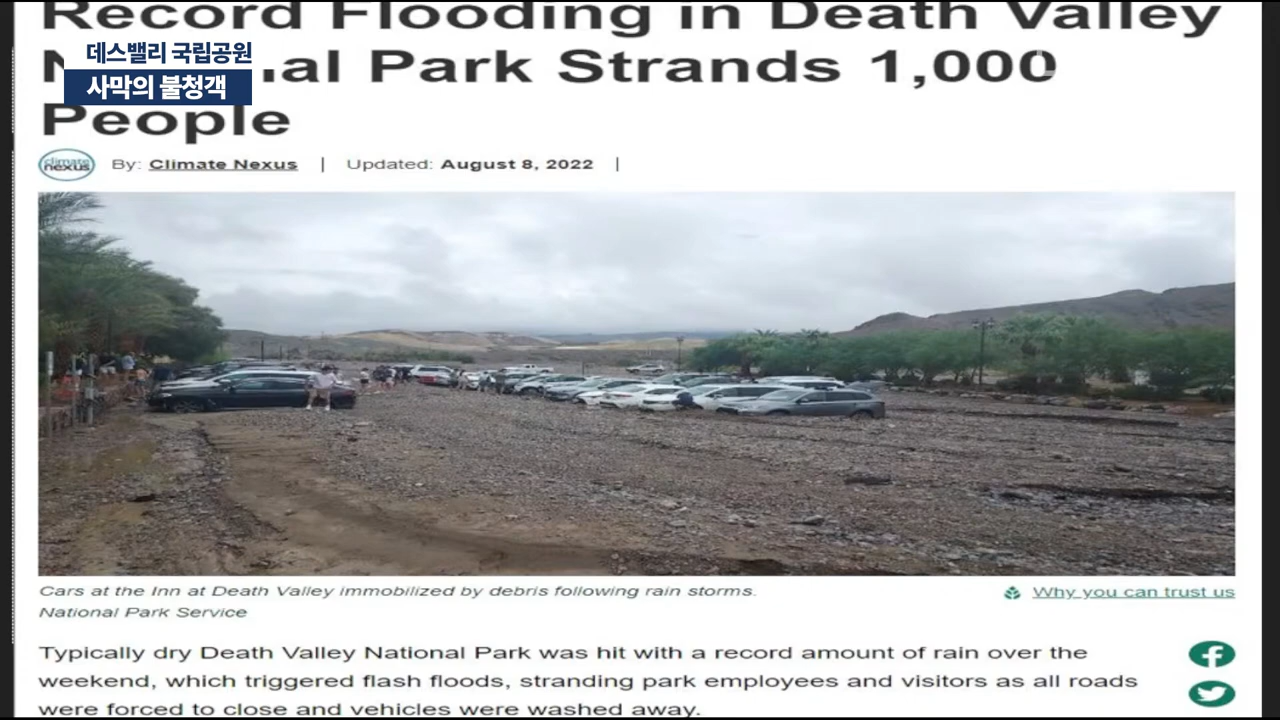 Record Flooding in Death Valley
데스밸리 국립공원
nal Park Strands 1,000
사막의 불청객
People
climate nexus By: Climate Nexus | Updated: August 8, 2022 |
Cars at the Inn at Death Valley immobilized by debris following rain storms.
National Park Service
Why you can trust us
Typically dry Death Valley National Park was hit with a record amount of rain over the
weekend, which triggered flash floods, stranding park employees and visitors as all roads
were forced to close and vehicles were washed away.